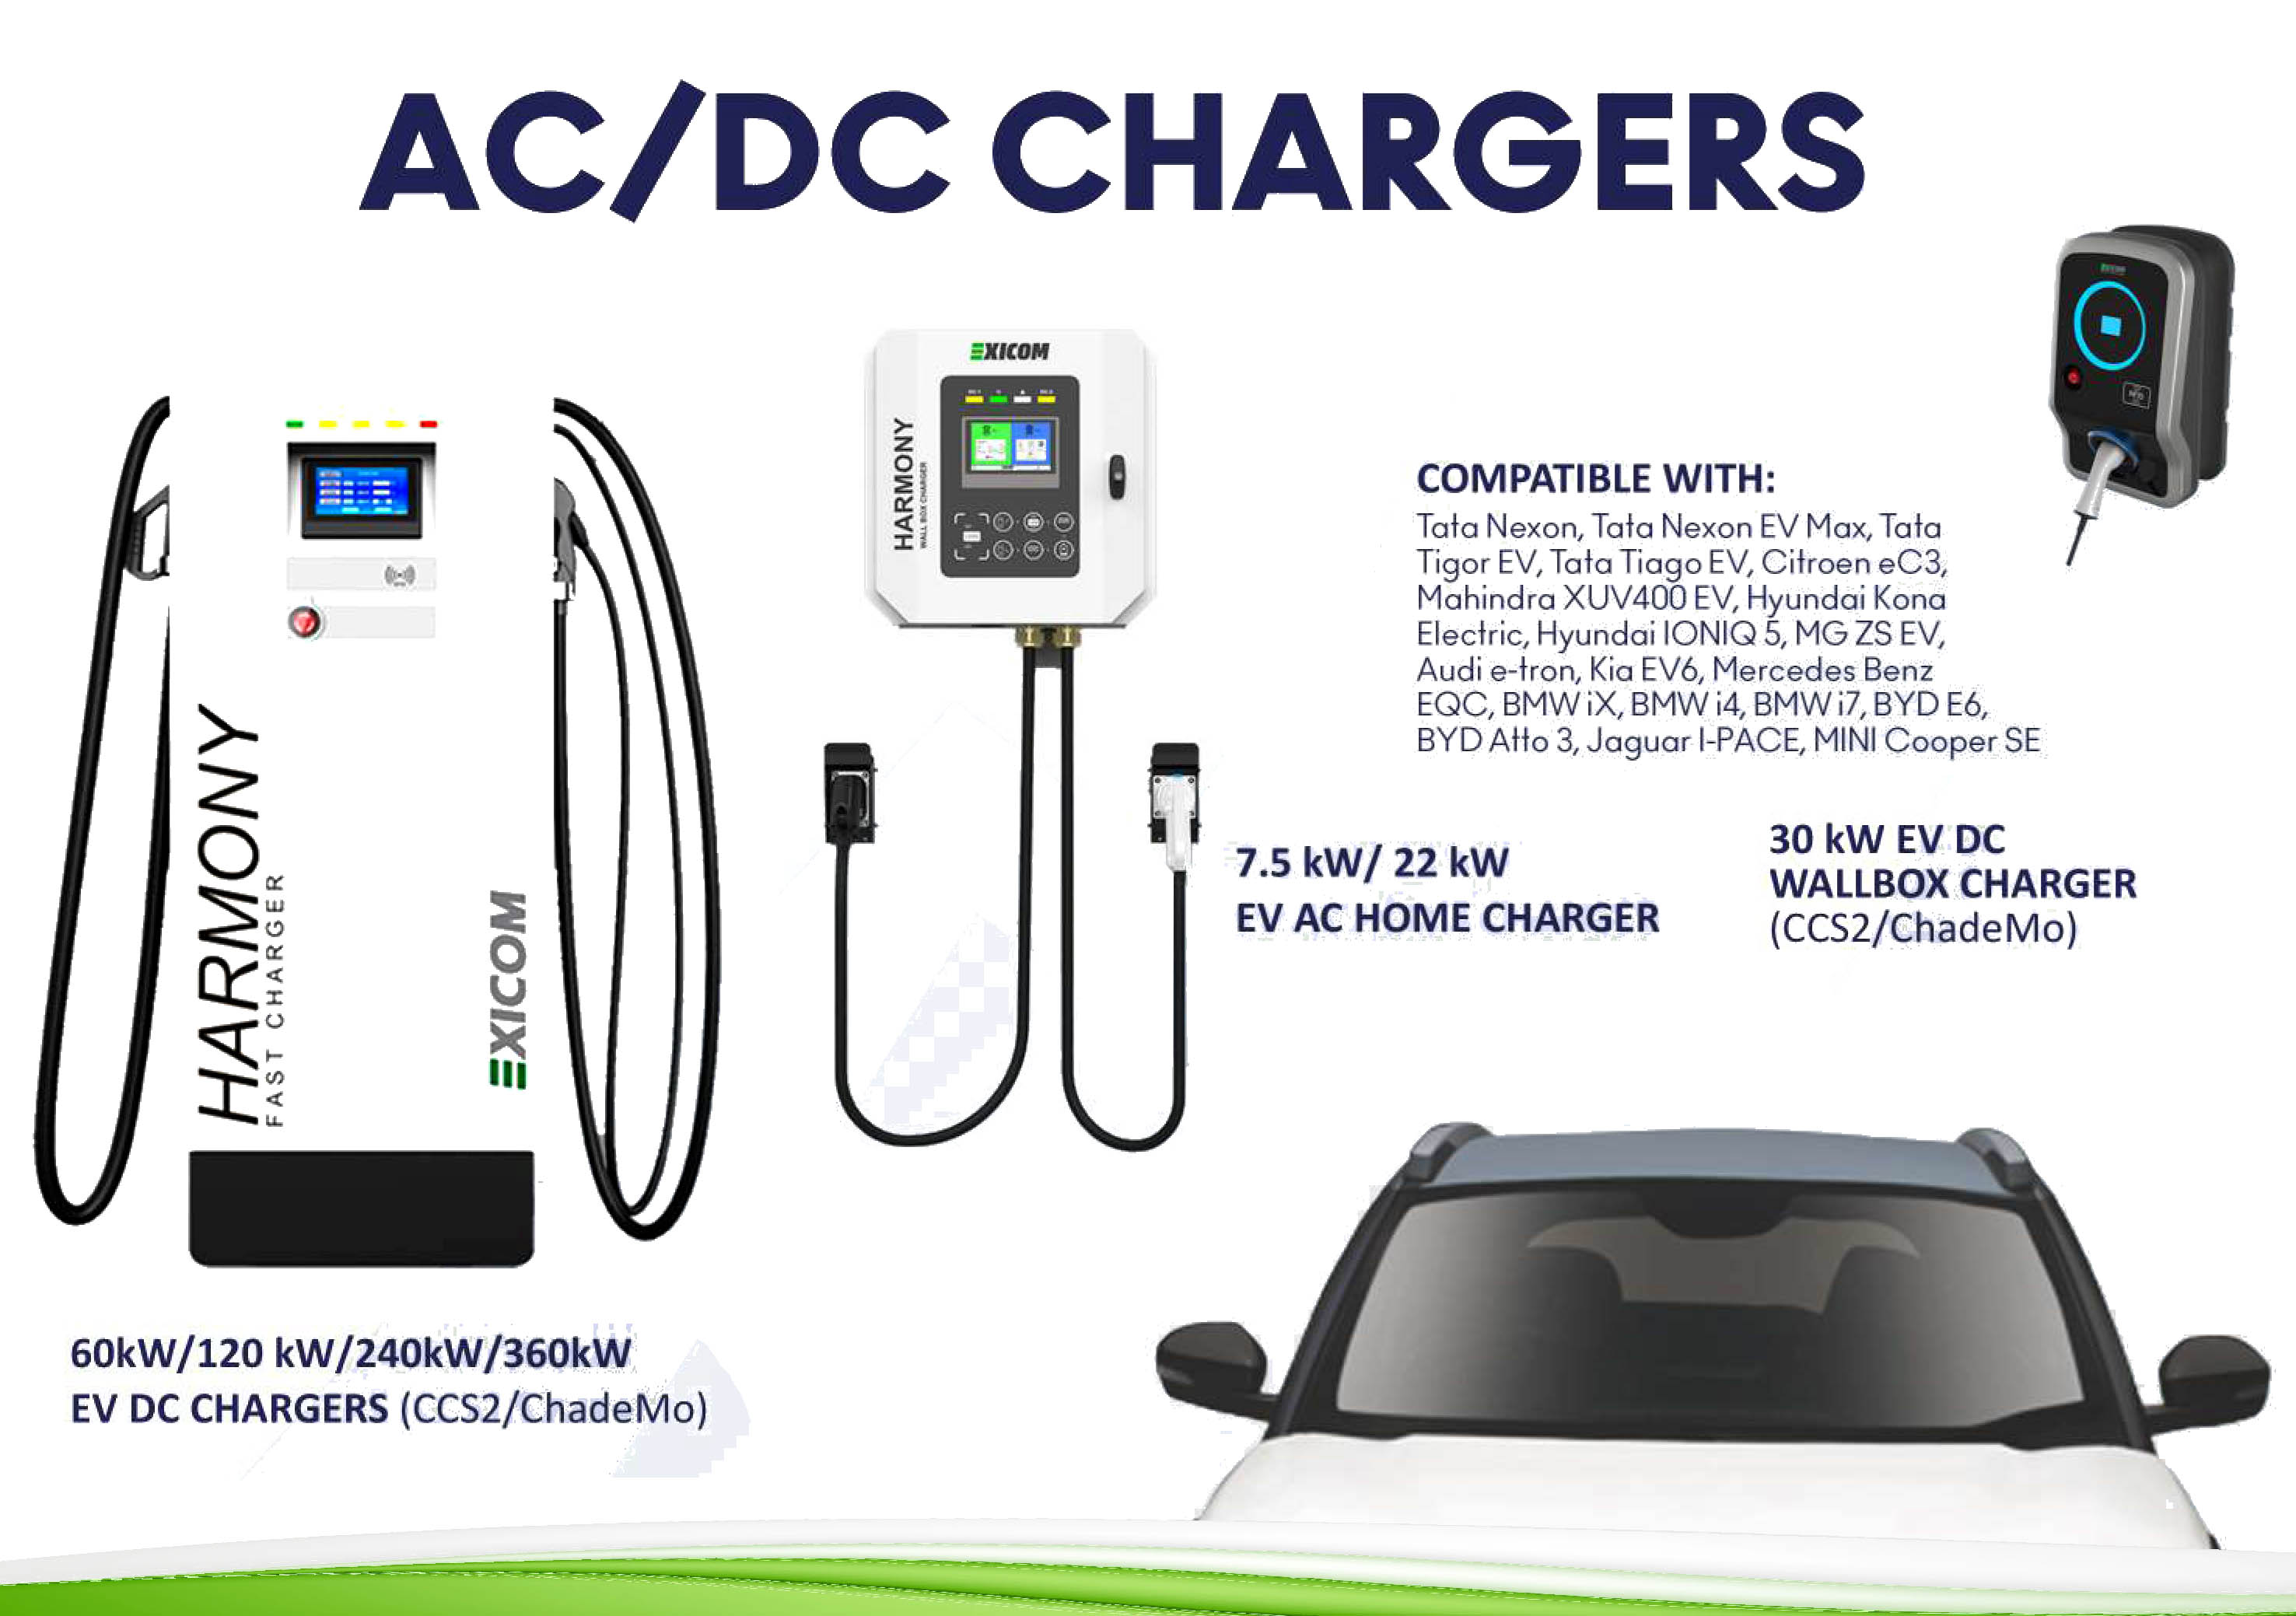 AC/DC CHARGERS
EXICOM
HARMONY
WALL BOX CHARGER
EXICOM
COMPATIBLE WITH:
Tata Nexon, Tata Nexon EV Max, Tata
Tigor EV, Tata Tiago EV, Citroen eC3,
Mahindra XUV400 EV, Hyundai Kona
Electric, Hyundai IONIQ 5, MG ZS EV,
Audi e-tron, Kia EV6, Mercedes Benz
EQC, BMW iX, BMW i4, BMW i7, BYD E6,
BYD Atto 3, Jaguar I-PACE, MINI Cooper SE
HARMONY
FAST CHARGER
EXICOM
7.5 kW/ 22 kW
EV AC HOME CHARGER
30 kW EV DC
WALLBOX CHARGER
(CCS2/ChadeMo)
60kW/120 kW/240kW/360kW
EV DC CHARGERS (CCS2/ChadeMo)